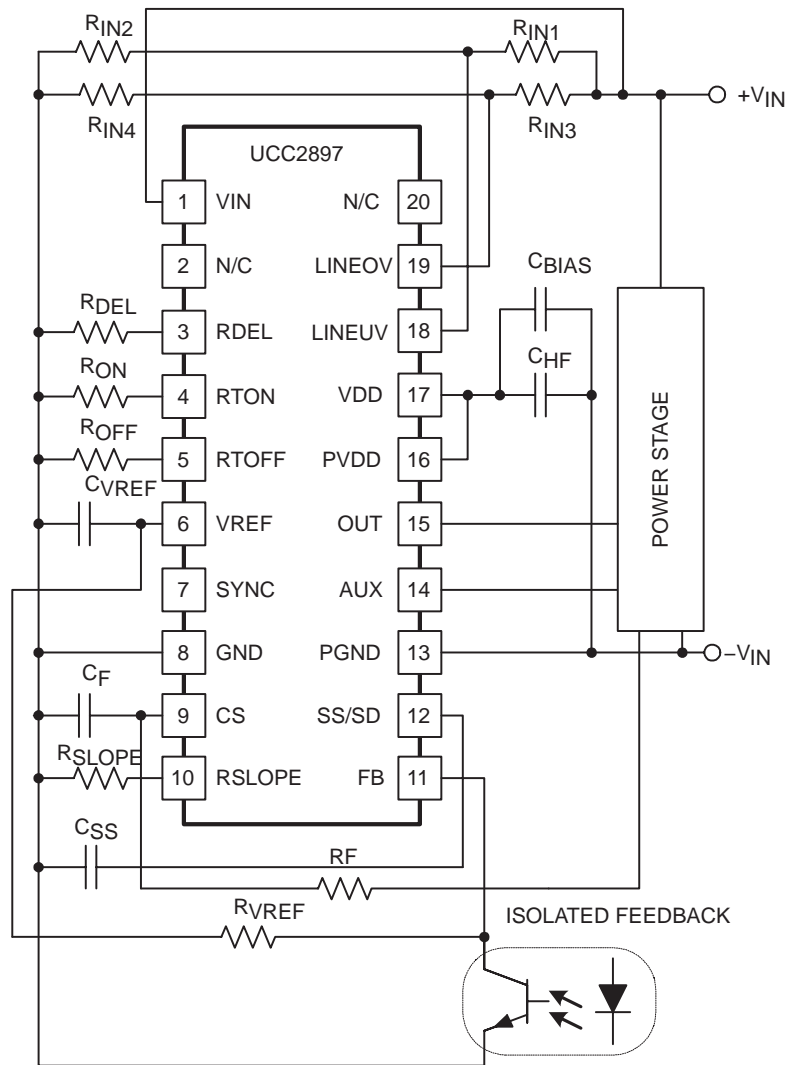 RIN2
RIN1
+VIN
RIN4
RIN3
UCC2897
1 VIN
N/C 20
2 N/C
LINEOV 19
CBIAS
RDEL
3 RDEL
LINEUV 18
CHF
RON
4 RTON
VDD 17
ROFF
5 RTOFF
PVDD 16
CVREF
6 VREF
OUT 15
POWER STAGE
7 SYNC
AUX 14
8 GND
PGND 13
−VIN
CF
9 CS
SS/SD 12
RSLOPE
10 RSLOPE
FB 11
CSS
RF
RVREF
ISOLATED FEEDBACK